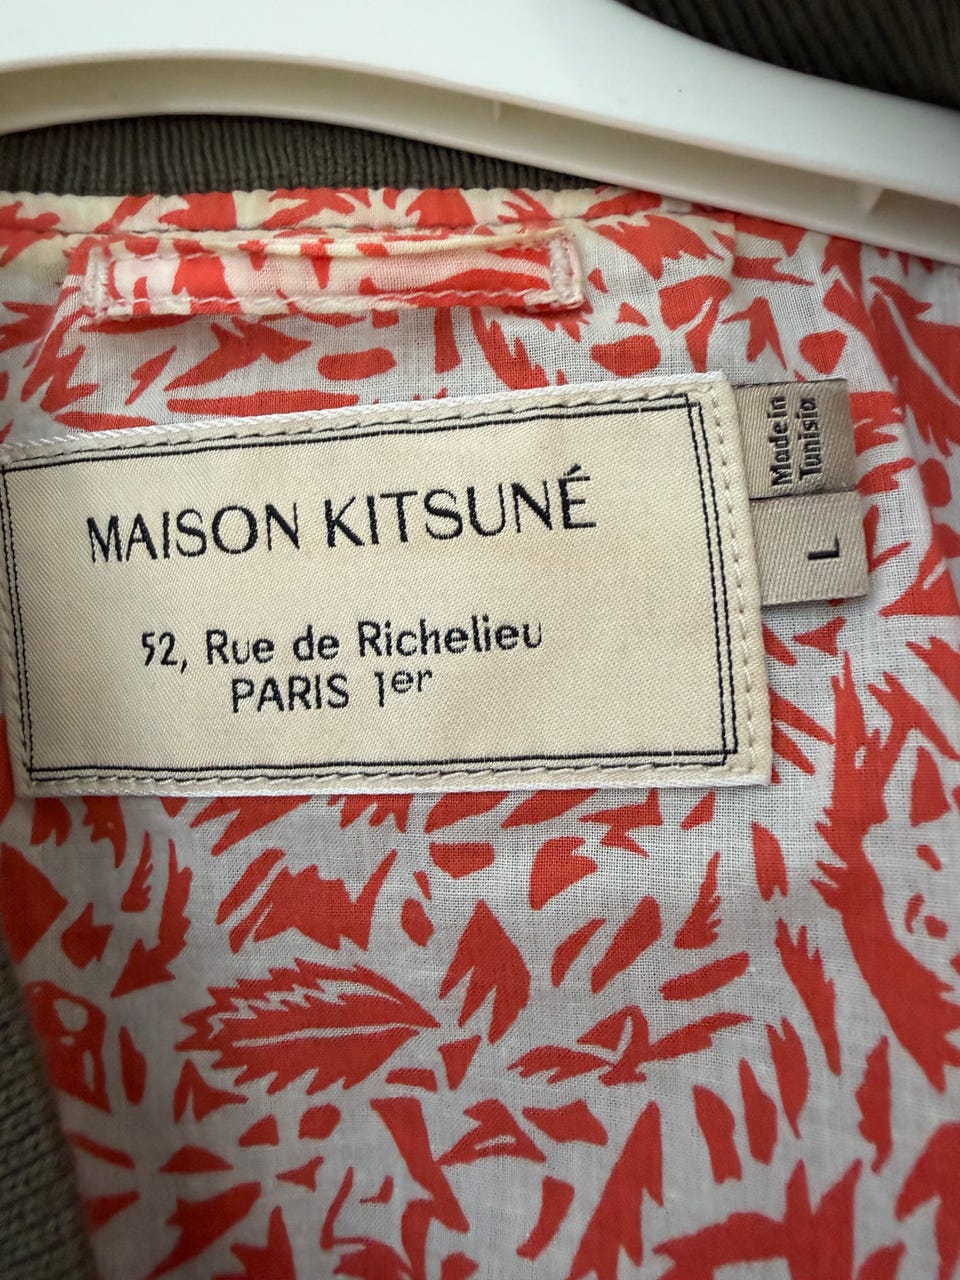 MAISON KITSUNÉ
52, Rue de Richelieu
PARIS 1er
Made in
Tunisia
L